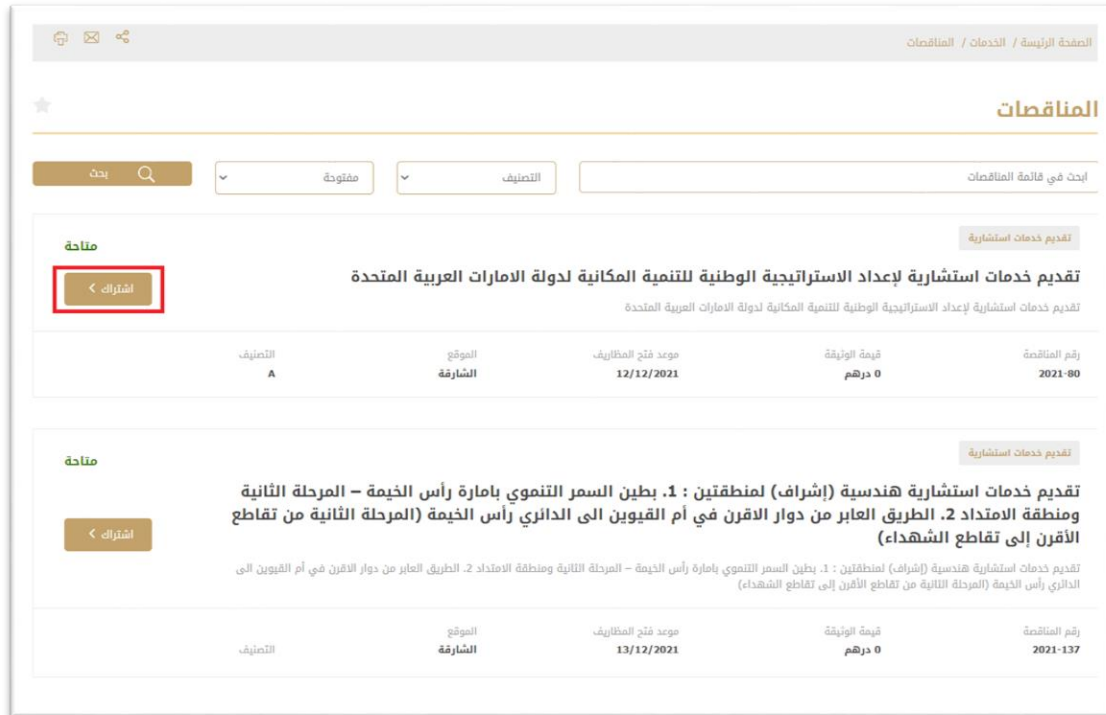 الصفحة الرئيسة / الخدمات / المناقصات
المناقصات
ابحث في قائمة المناقصات
التصنيف
مفتوحة
بحث
تقديم خدمات استشارية
متاحة
تقديم خدمات استشارية لإعداد الاستراتيجية الوطنية للتنمية المكانية لدولة الامارات العربية المتحدة
اشتراك
تقديم خدمات استشارية لإعداد الاستراتيجية الوطنية للتنمية المكانية لدولة الامارات العربية المتحدة
رقم المناقصة قيمة الوثيقة موعد فتح المظاريف الموقع التصنيف
2021-80 0 درهم 12/12/2021 الشارقة A
تقديم خدمات استشارية
متاحة
تقديم خدمات استشارية هندسية (إشراف) لمنطقتين : 1. بطين السمر التنموي بامارة رأس الخيمة – المرحلة الثانية
ومنطقة الامتداد 2. الطريق العابر من دوار الاقرن في أم القيوين الى الدائري رأس الخيمة (المرحلة الثانية من تقاطع
الأقرن إلى تقاطع الشهداء)
اشتراك
تقديم خدمات استشارية هندسية (إشراف) لمنطقتين : 1. بطين السمر التنموي بامارة رأس الخيمة – المرحلة الثانية ومنطقة الامتداد 2. الطريق العابر من دوار الاقرن في أم القيوين الى
الدائري رأس الخيمة (المرحلة الثانية من تقاطع الأقرن إلى تقاطع الشهداء)
رقم المناقصة قيمة الوثيقة موعد فتح المظاريف الموقع
2021-137 0 درهم 13/12/2021 الشارقة التصنيف